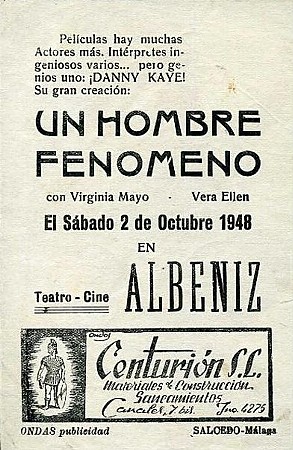 Películas hay muchas
Actores más. Intérpretes in-
geniosos varios... pero ge-
nios uno: ¡DANNY KAYE!
Su gran creación:
UN HOMBRE
FENOMENO
con Virginia Mayo - Vera Ellen
El Sábado 2 de Octubre 1948
EN
Teatro - Cine ALBENIZ
ONDAS
Centurión S.L.
Materiales de Construcción
Saneamientos
Canales, 7 bis. Tno. 4275
ONDAS publicidad SALCEDO-Málaga